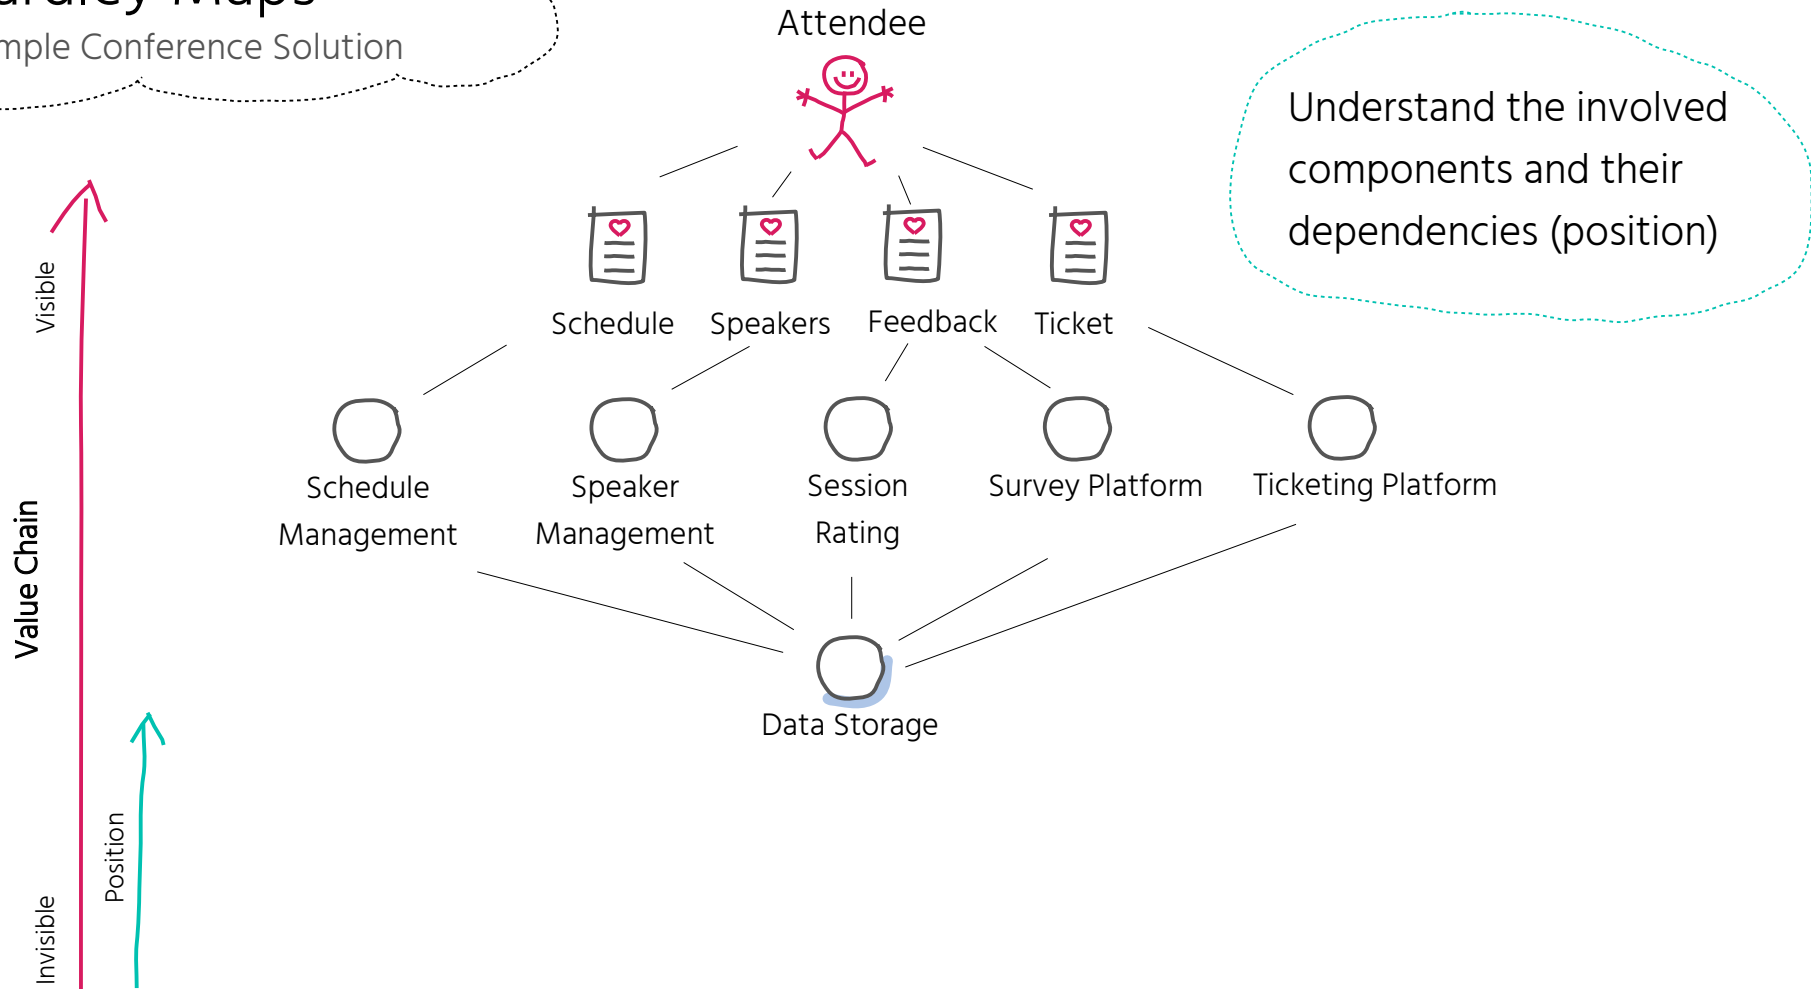 Conference Solution
Attendee
Understand the involved
components and their
dependencies (position)
Visible
Schedule
Speakers
Feedback
Ticket
Schedule
Management
Speaker
Management
Session
Rating
Survey Platform
Ticketing Platform
Value Chain
Data Storage
Position
Invisible